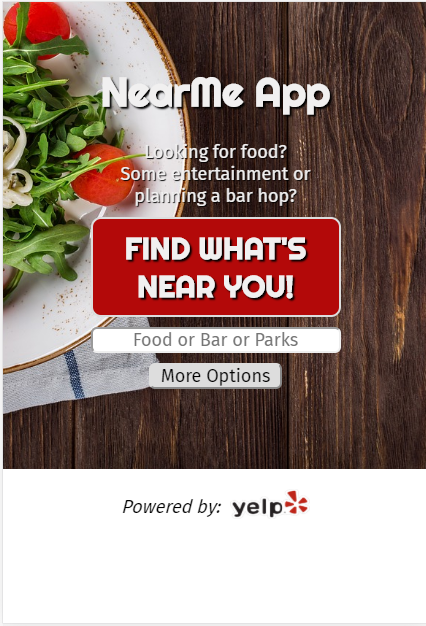 NearMe App
Looking for food?
Some entertainment or
planning a bar hop?
FIND WHAT'S
NEAR YOU!
Food or Bar or Parks
More Options
Powered by: yelp